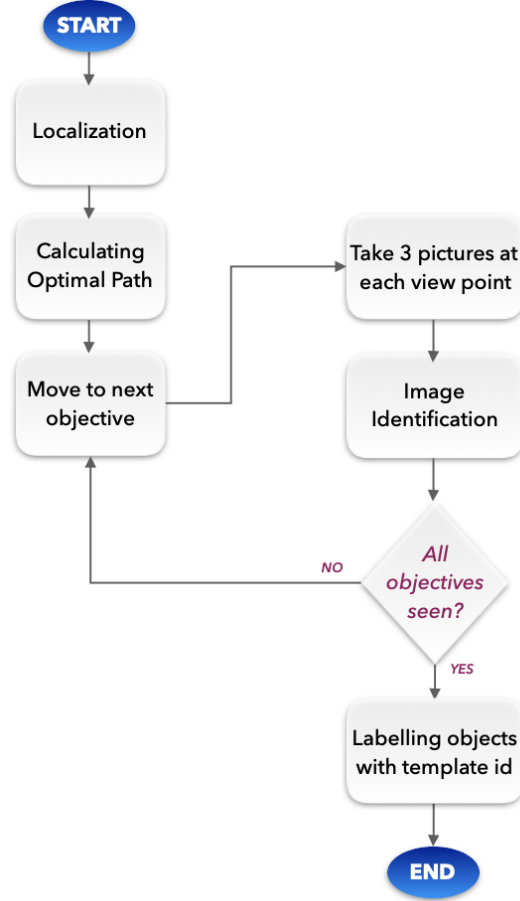 START
Localization
Calculating
Optimal Path
Move to next
objective
Take 3 pictures at
each view point
Image
Identification
All
objectives
seen?
NO
YES
Labelling objects
with template id
END